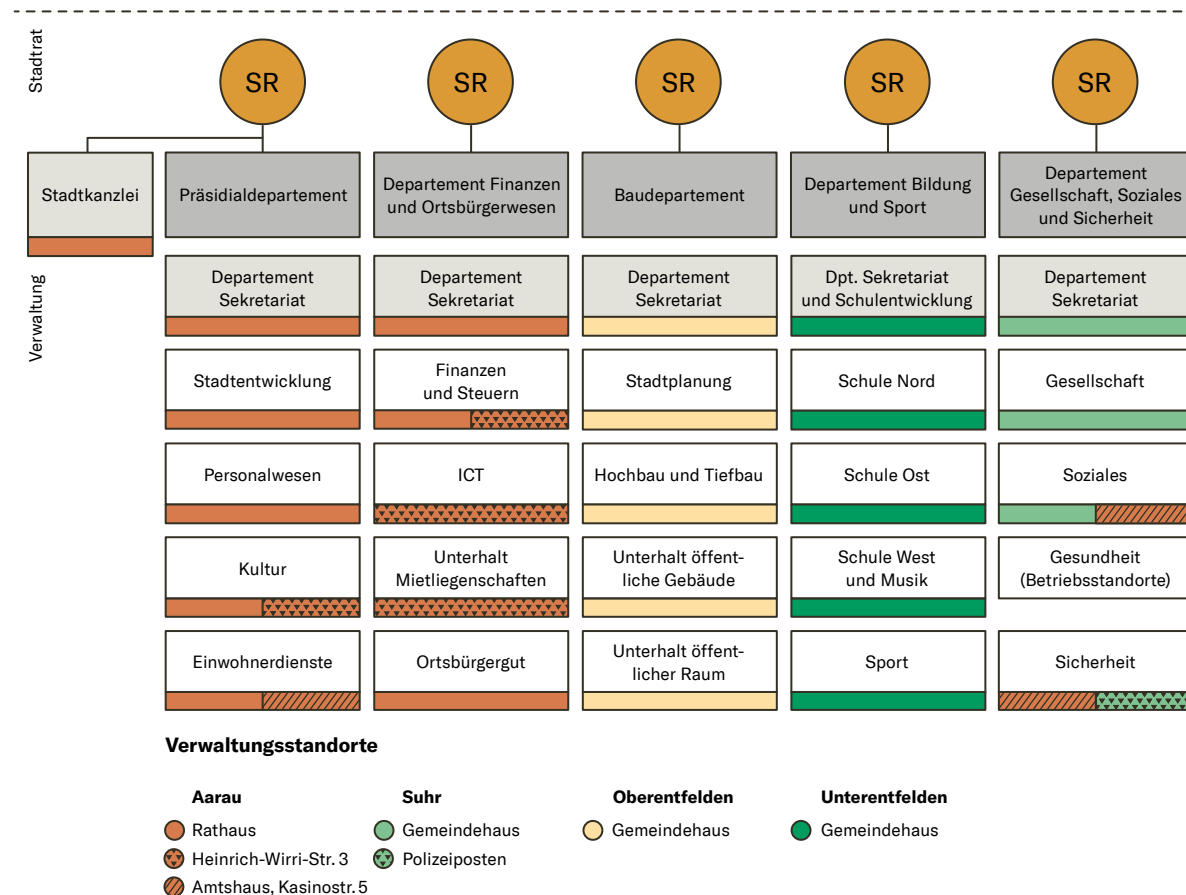 Stadtrat
SR
SR
SR
SR
SR
Stadtkanzlei
Präsidialdepartement
Departement Finanzen
und Ortsbürgerwesen
Baudepartement
Departement Bildung
und Sport
Departement
Gesellschaft, Soziales
und Sicherheit
Verwaltung
Departement
Sekretariat
Departement
Sekretariat
Departement
Sekretariat
Dpt. Sekretariat
und Schulentwicklung
Departement
Sekretariat
Stadtentwicklung
Finanzen
und Steuern
Stadtplanung
Schule Nord
Gesellschaft
Personalwesen
ICT
Hochbau und Tiefbau
Schule Ost
Soziales
Kultur
Unterhalt
Mietliegenschaften
Unterhalt öffent-
liche Gebäude
Schule West
und Musik
Gesundheit
(Betriebsstandorte)
Einwohnerdienste
Ortsbürgergut
Unterhalt öffent-
licher Raum
Sport
Sicherheit
Verwaltungsstandorte
Aarau
Rathaus
Heinrich-Wirri-Str. 3
Amtshaus, Kasinostr. 5
Suhr
Gemeindehaus
Polizeiposten
Oberentfelden
Gemeindehaus
Unterentfelden
Gemeindehaus